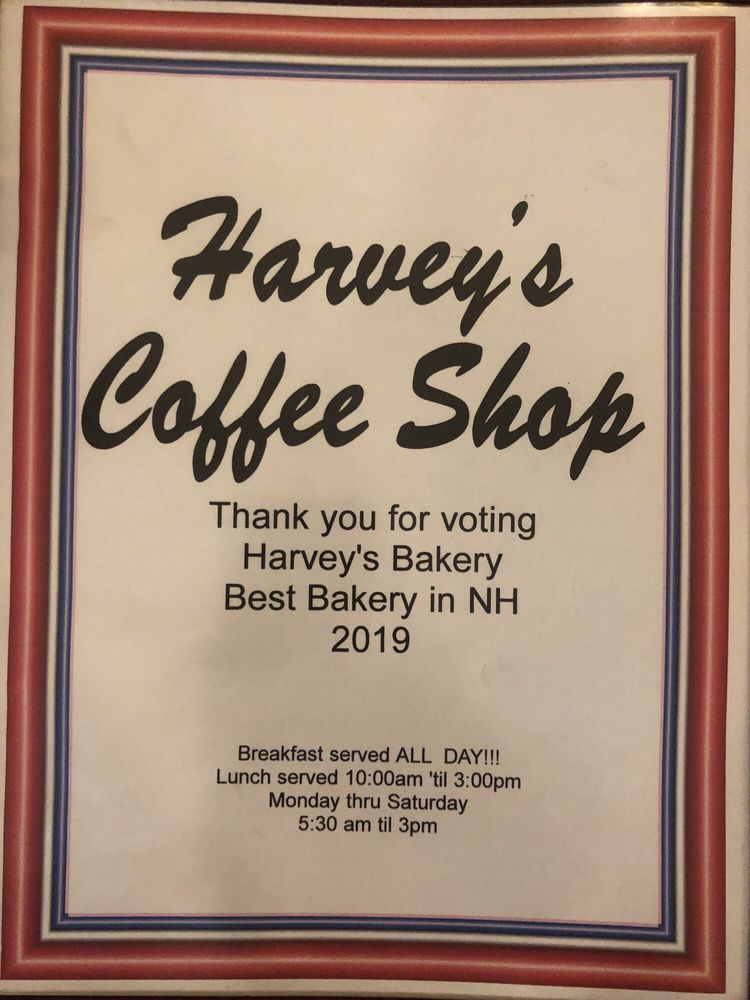 Harvey's
Coffee Shop
Thank you for voting
Harvey's Bakery
Best Bakery in NH
2019
Breakfast served ALL  DAY!!!
Lunch served 10:00am 'til 3:00pm
Monday thru Saturday
5:30 am til 3pm